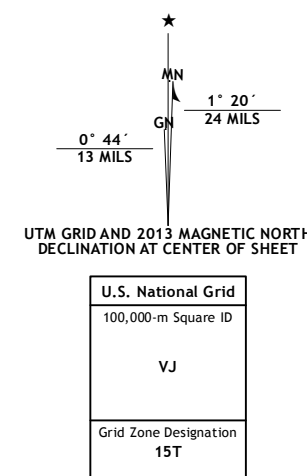 ★
MN
1° 20´
24 MILS
GN
0° 44´
13 MILS
UTM GRID AND 2013 MAGNETIC NORTH
DECLINATION AT CENTER OF SHEET
U.S. National Grid
100,000-m Square ID
VJ
Grid Zone Designation
15T